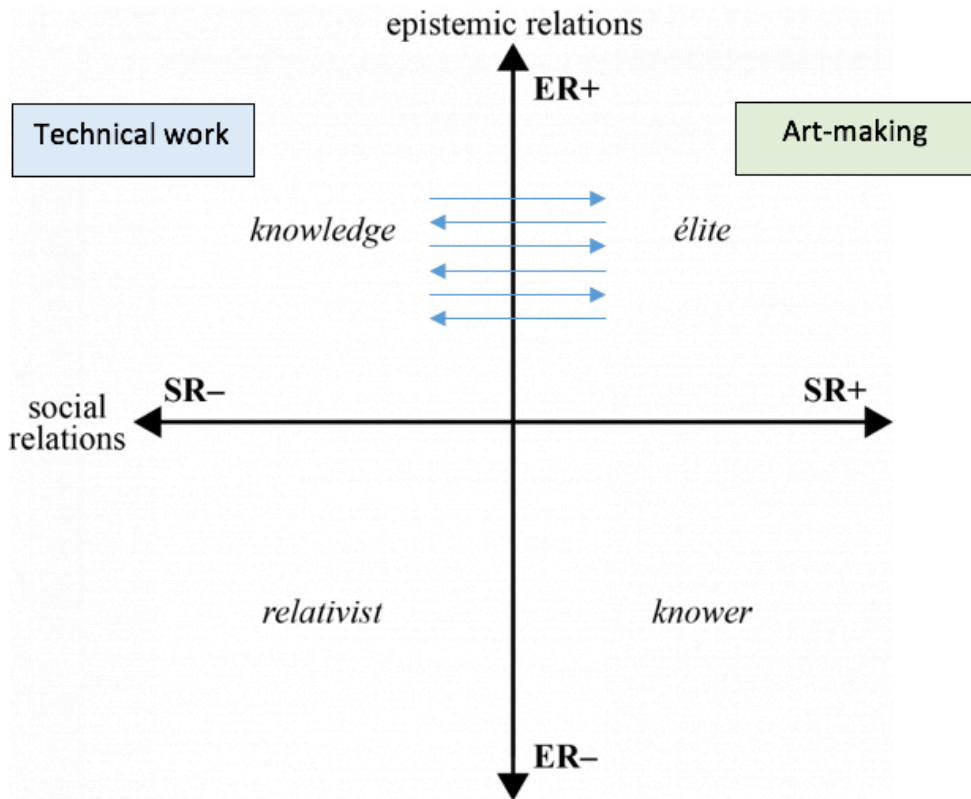 epistemic relations
ER+
Technical work
Art-making
knowledge
élite
SR–
SR+
social
relations
relativist
knower
ER–